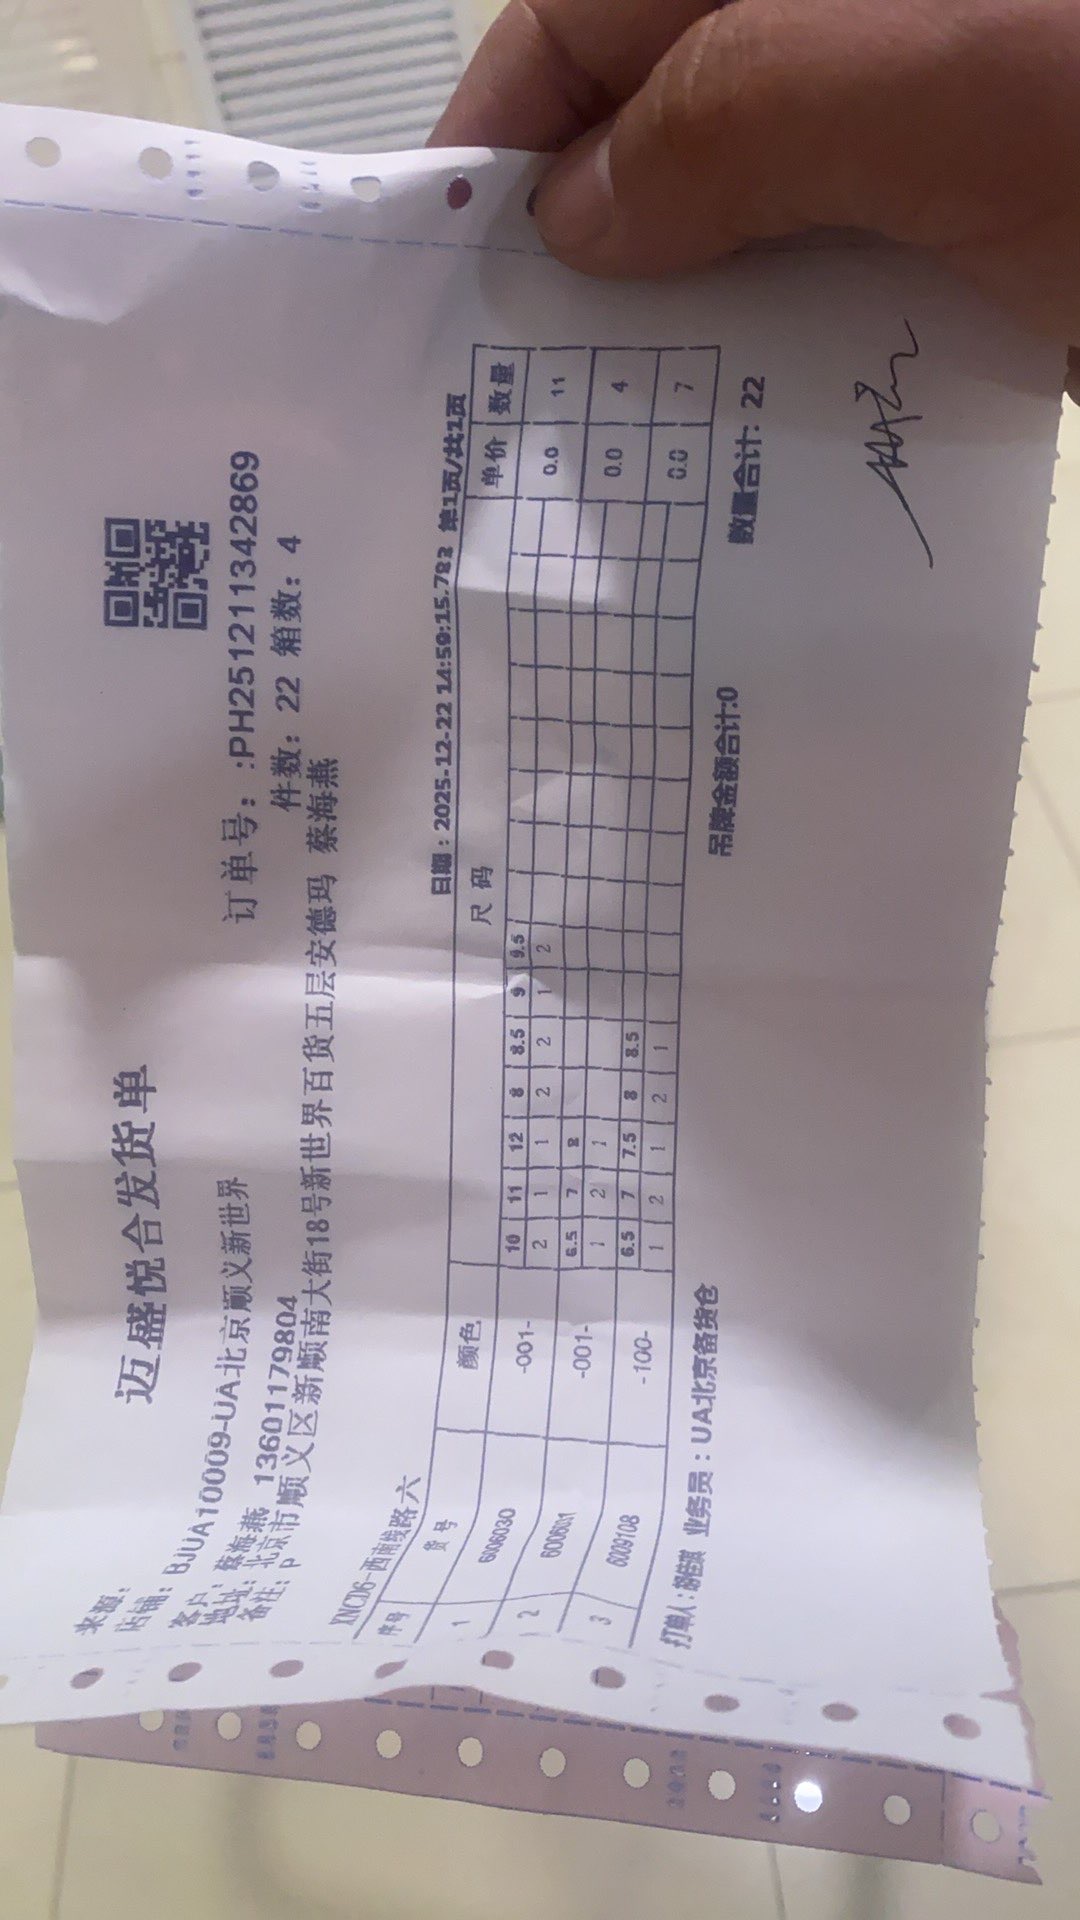 迈盛悦合发货单
来源：
店铺：BJUA10009-UA北京顺义新世界
订单号：:PH251211342869
客户：蔡海燕 13601179804
件数：22 箱数：4
地址：北京市顺义区新顺南大街18号新世界百货五层安德玛 蔡海燕
备注：p
XNCD6-西南线路六
日期：2025-12-22 14:59:15.783 第1页/共1页
序号 货号 颜色 尺码 单价 数量
10 11 12 8 8.5 9 9.5
1 6006030 -001- 2 1 1 2 2 1 2 0.0 11
6.5 7 8
2 -001- 1 2 1 0.0 4
6.5 7 7.5 8 8.5
3 6009108 -100- 1 2 1 2 1 0.0 7
打单人：舒佳琪 业务员：UA北京备货仓 吊牌金额合计:0 数量合计：22